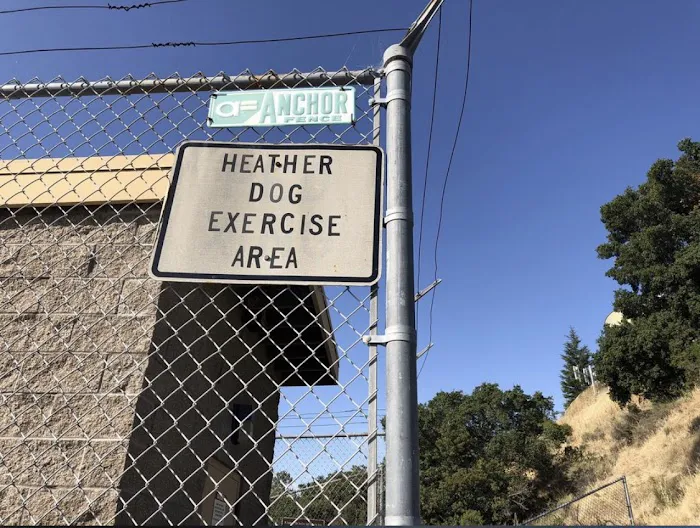 a= ANCHOR
FENCE
HEATHER
DOG
EXERCISE
AREA